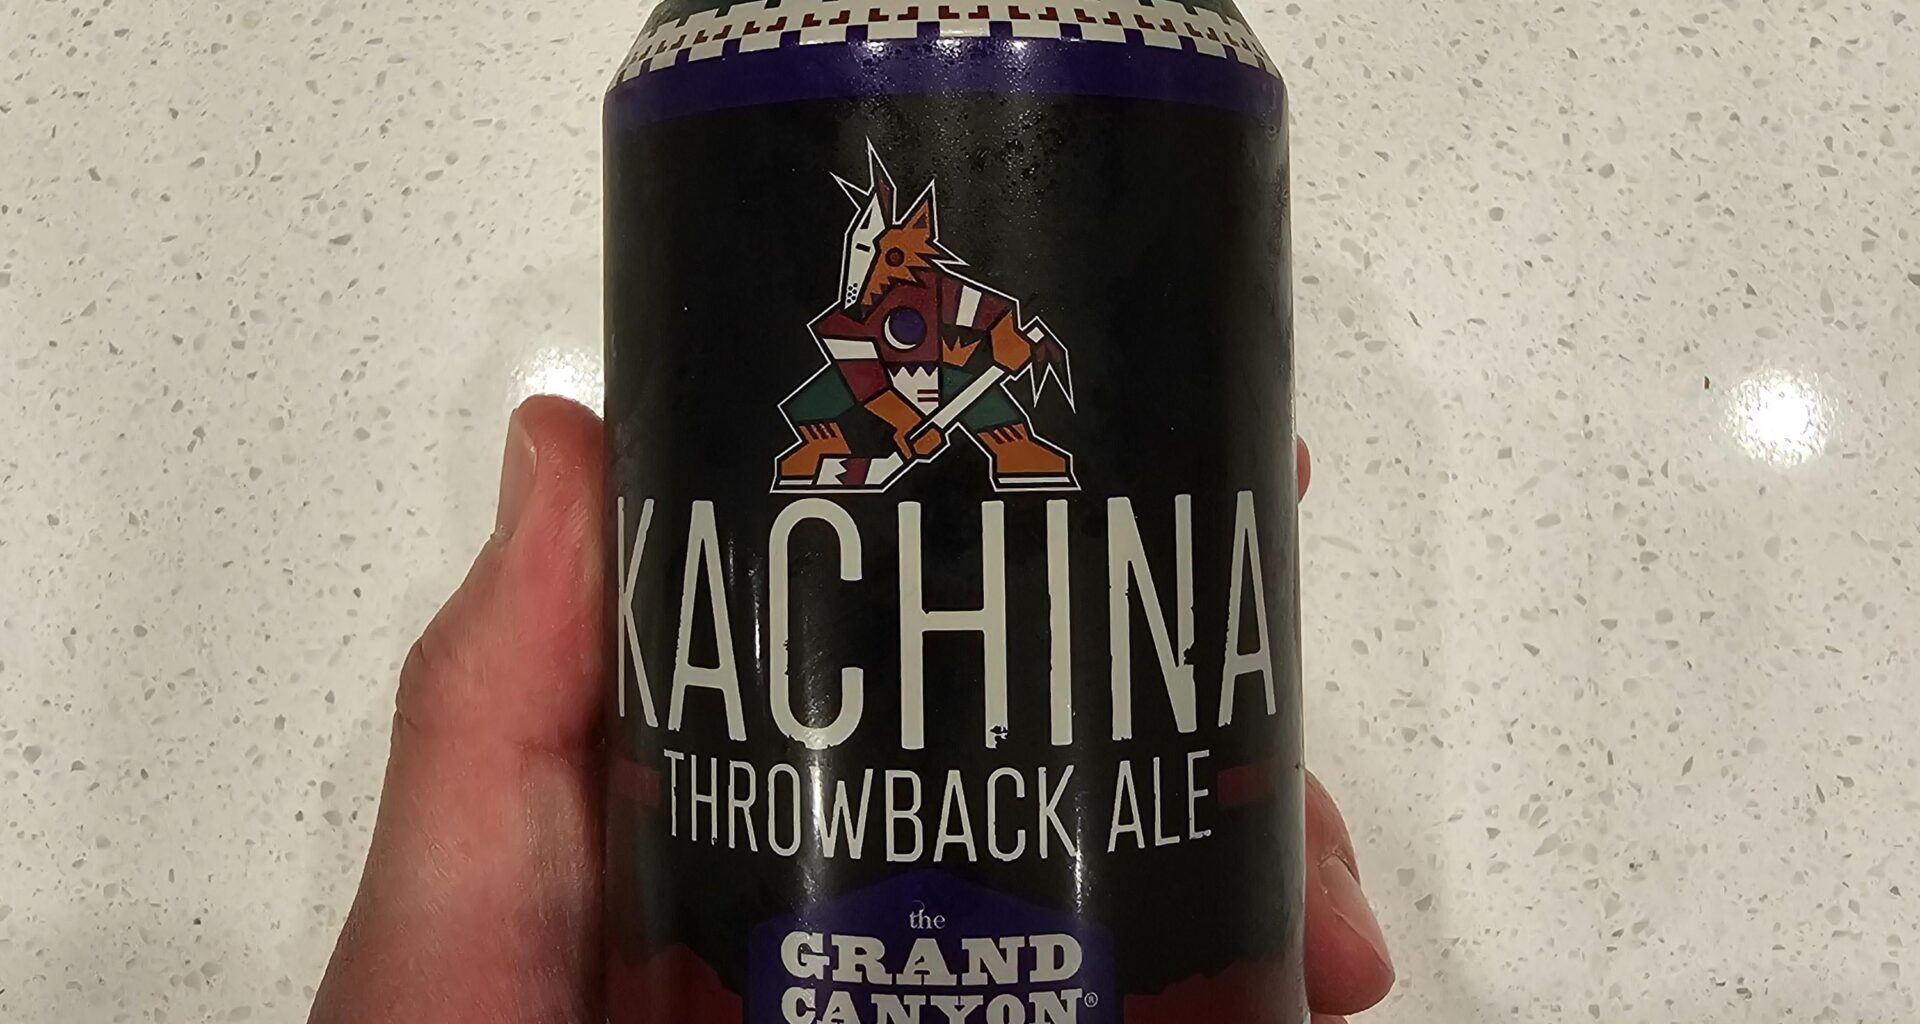 KACHINA
THROWBACK ALE
the
GRAND
CANYON®